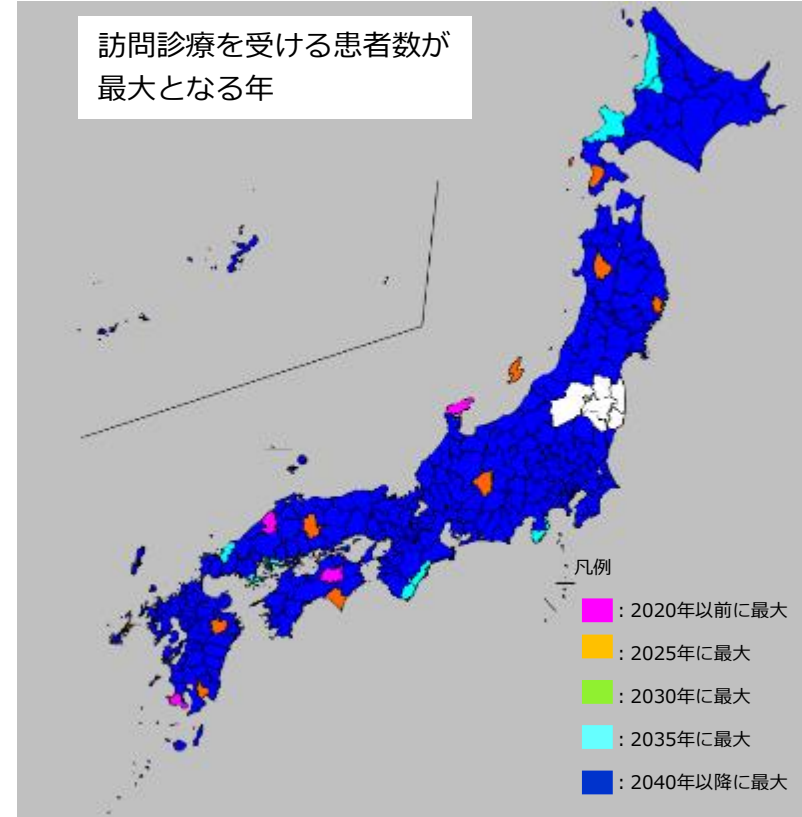 訪問診療を受ける患者数が
最大となる年
凡例
：2020年以前に最大
：2025年に最大
：2030年に最大
：2035年に最大
：2040年以降に最大